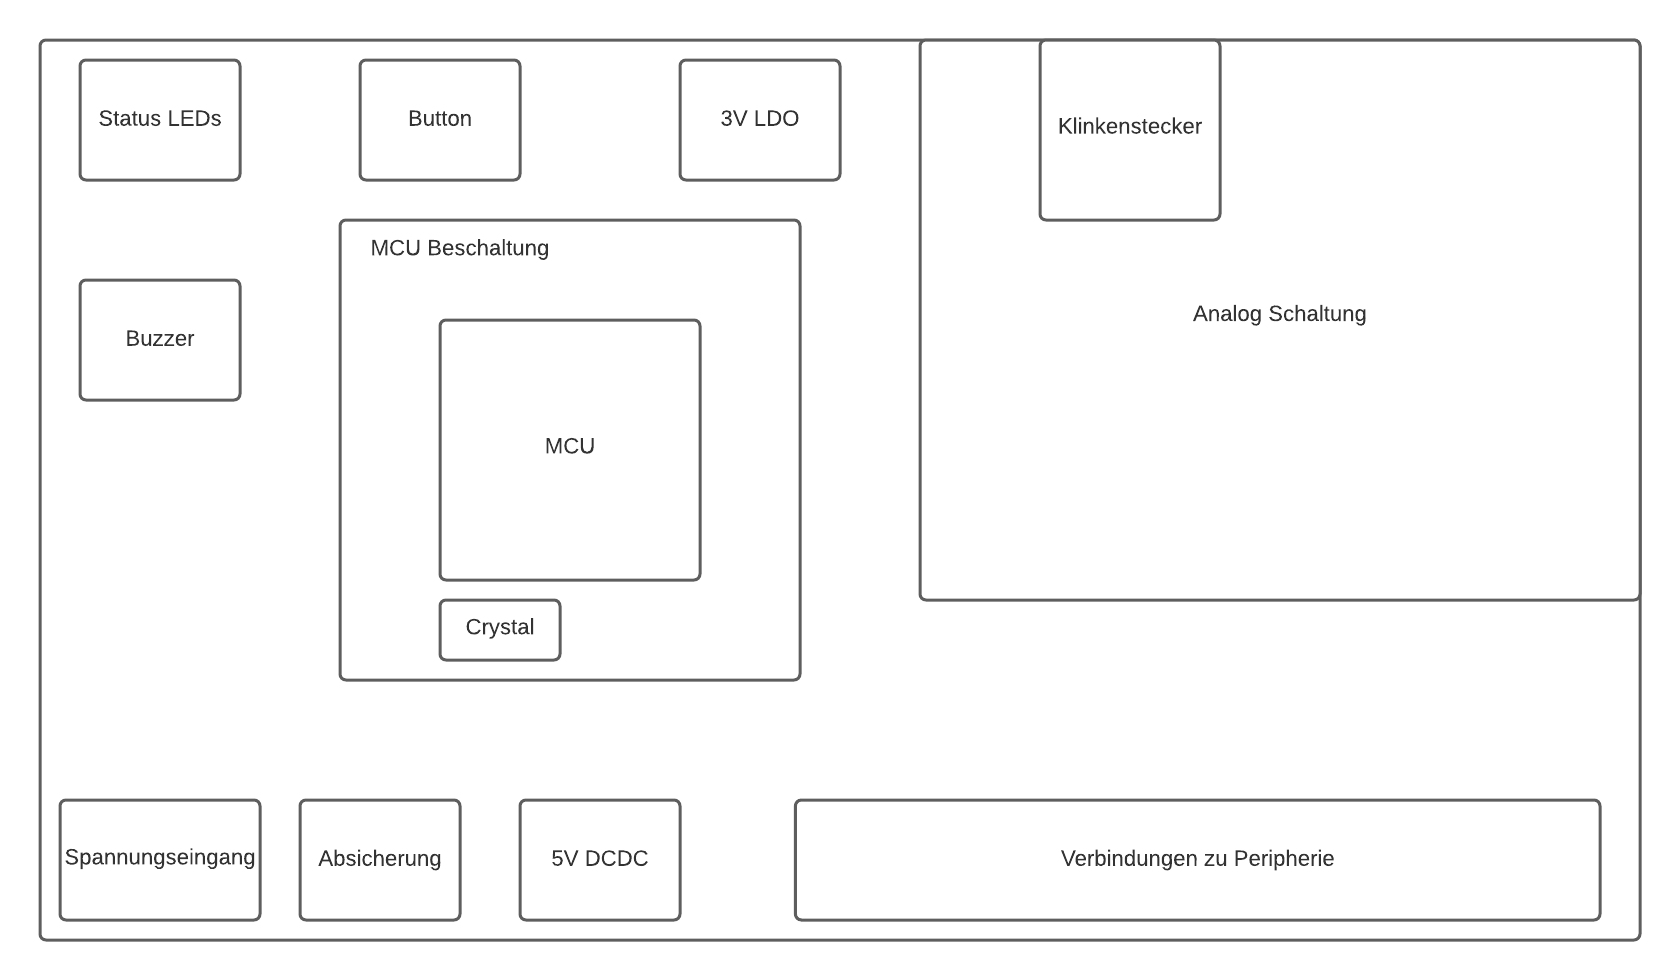 Status LEDs
Button
3V LDO
Klinkenstecker
MCU Beschaltung
Analog Schaltung
Buzzer
MCU
Crystal
Spannungseingang
Absicherung
5V DCDC
Verbindungen zu Peripherie